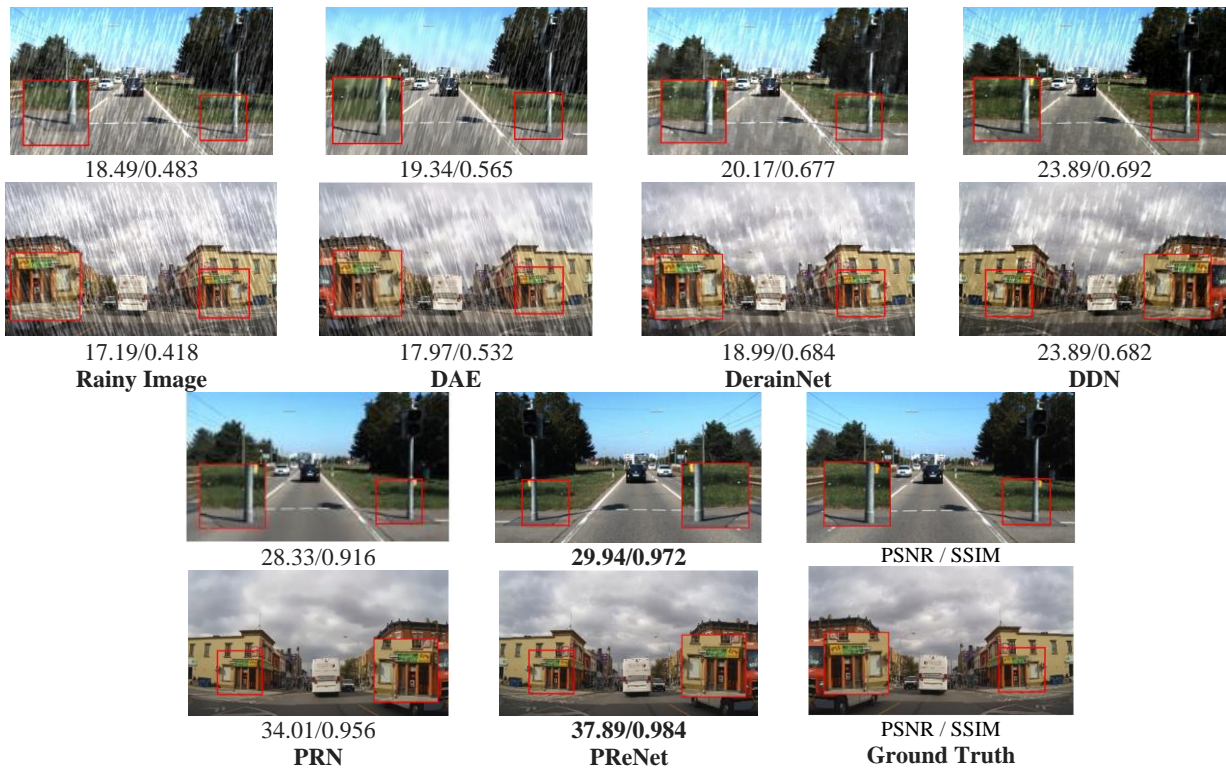 18.49/0.483 19.34/0.565 20.17/0.677 23.89/0.692
17.19/0.418 17.97/0.532 18.99/0.684 23.89/0.682
Rainy Image DAE DerainNet DDN
28.33/0.916 29.94/0.972 PSNR / SSIM
34.01/0.956 37.89/0.984 PSNR / SSIM
PRN PReNet Ground Truth